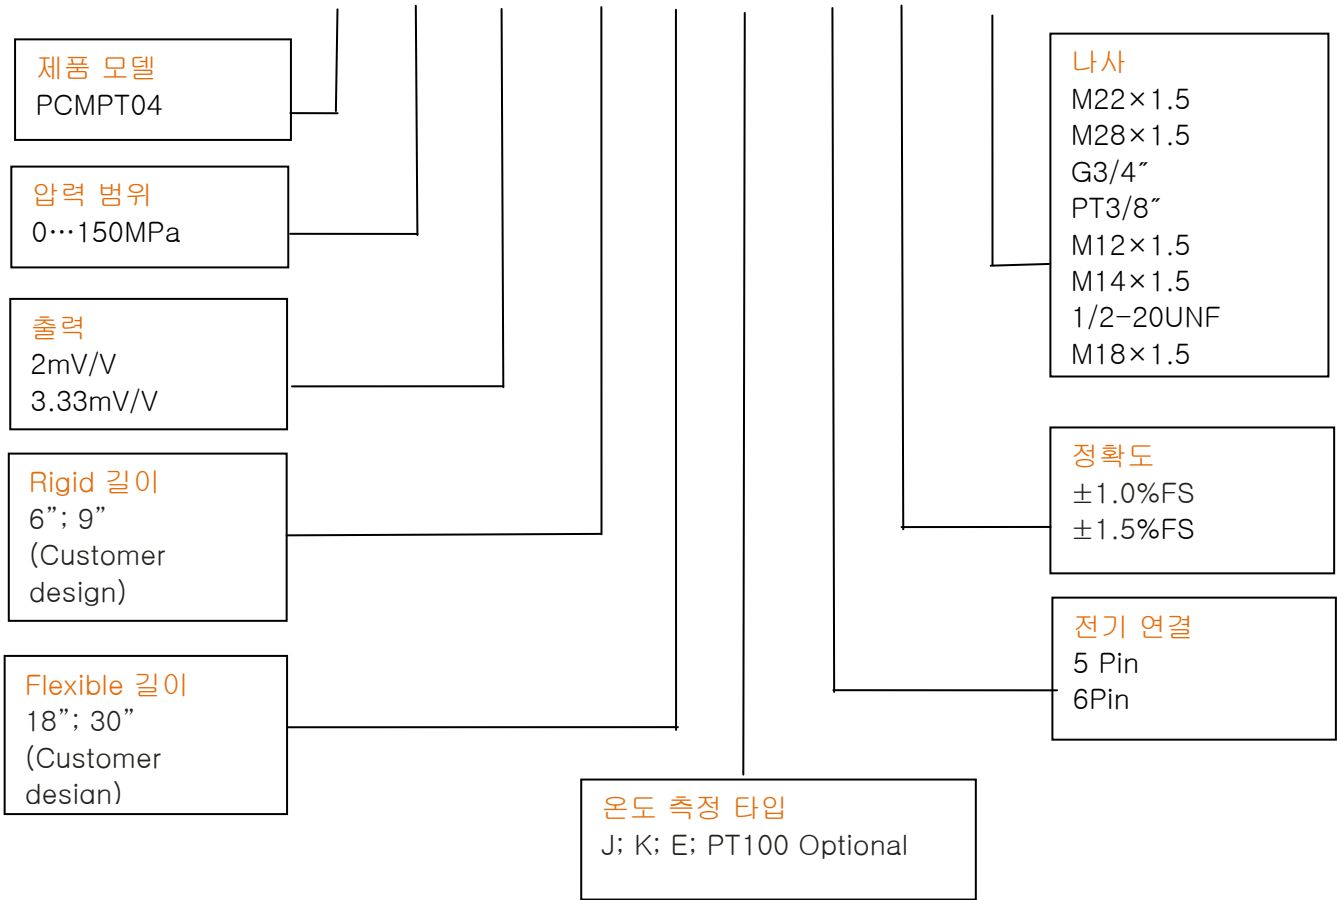 제품 모델
PCMPT04
압력 범위
0…150MPa
출력
2mV/V
3.33mV/V
Rigid 길이
6”; 9”
(Customer
design)
Flexible 길이
18”; 30”
(Customer
design)
온도 측정 타입
J; K; E; PT100 Optional
나사
M22×1.5
M28×1.5
G3/4″
PT3/8″
M12×1.5
M14×1.5
1/2-20UNF
M18×1.5
정확도
±1.0%FS
±1.5%FS
전기 연결
5 Pin
6Pin